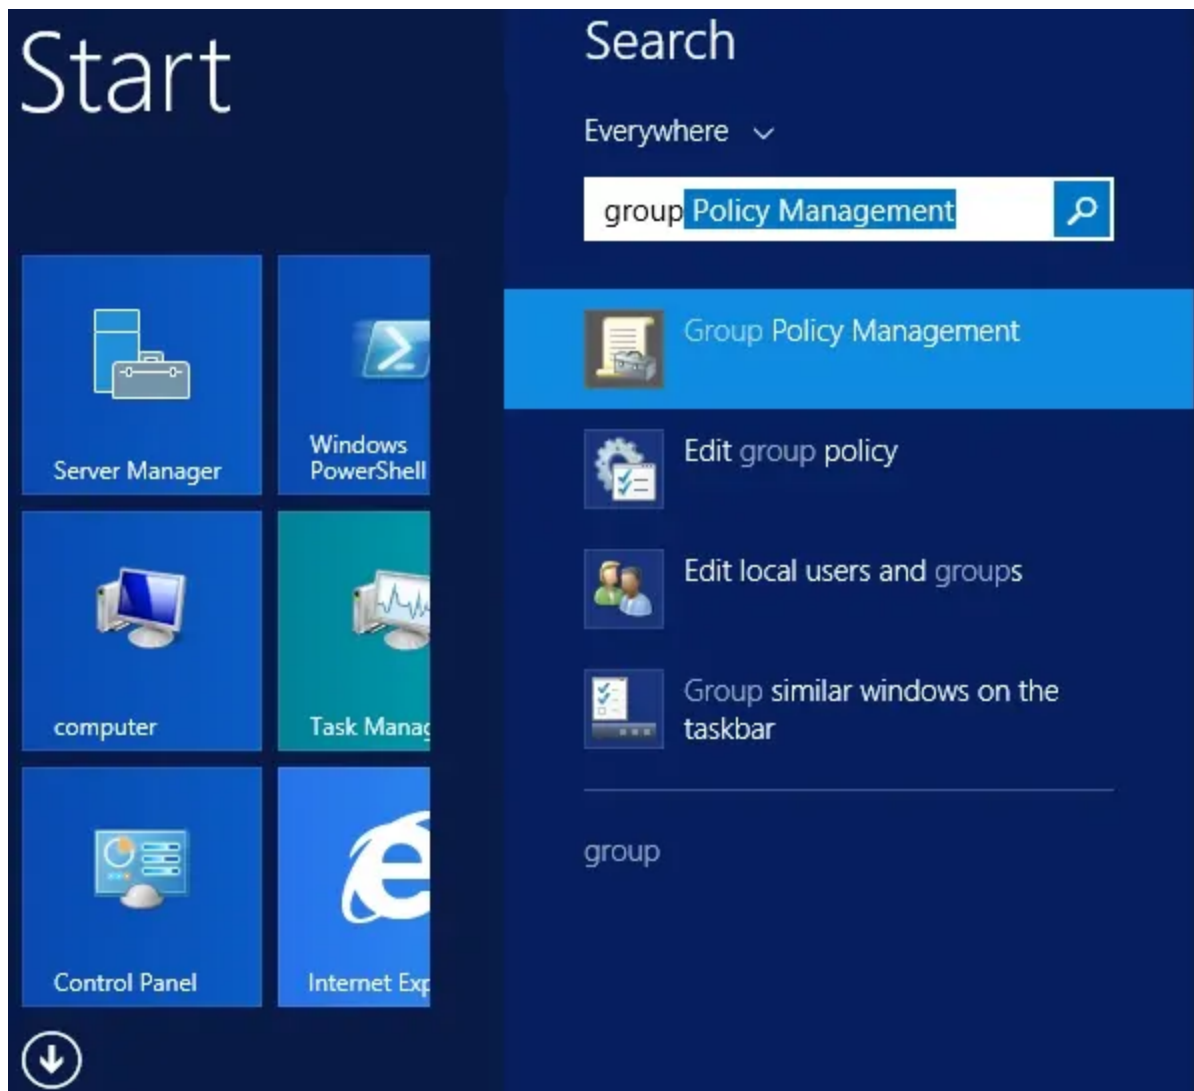 Start
Server Manager
Windows
PowerShell
computer
Task Manag
Control Panel
Internet Exp
Search
Everywhere
group Policy Management
Group Policy Management
Edit group policy
Edit local users and groups
Group similar windows on the
taskbar
group